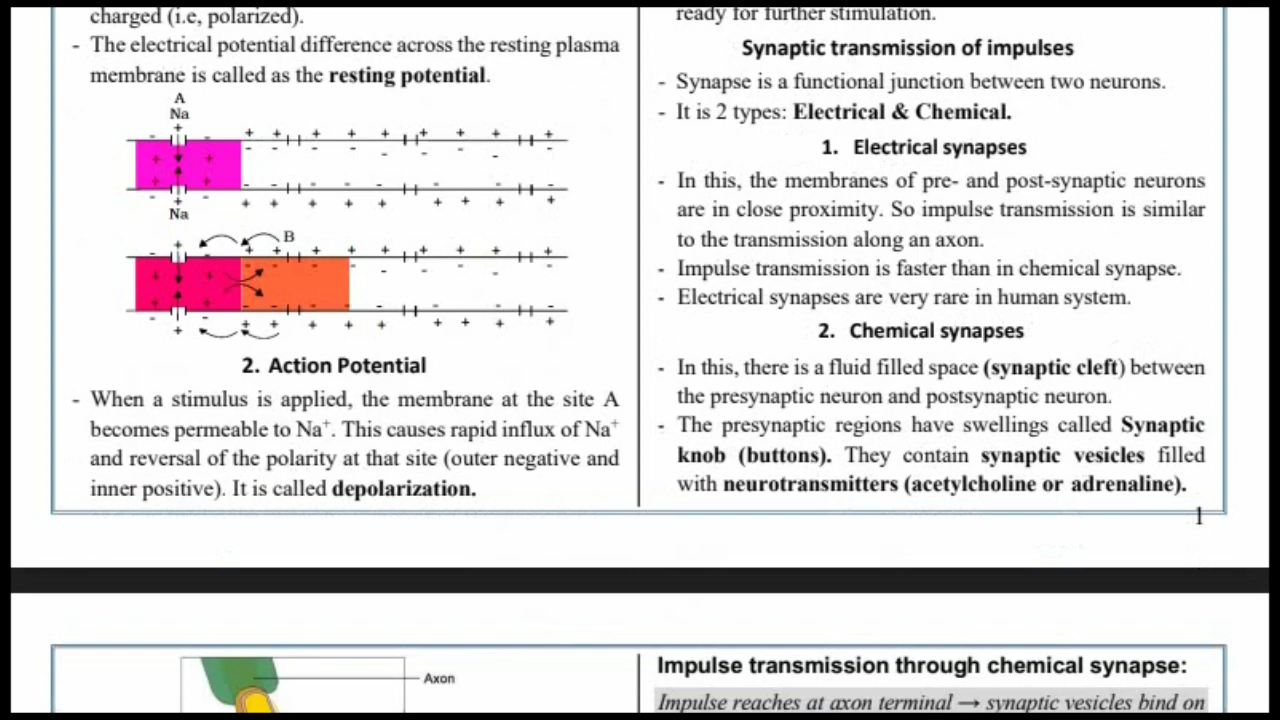 charged (i.e, polarized).
- The electrical potential difference across the resting plasma
membrane is called as the resting potential.
A
Na
Na
B
2. Action Potential
- When a stimulus is applied, the membrane at the site A
becomes permeable to Na⁺. This causes rapid influx of Na⁺
and reversal of the polarity at that site (outer negative and
inner positive). It is called depolarization.
ready for further stimulation.
Synaptic transmission of impulses
- Synapse is a functional junction between two neurons.
- It is 2 types: Electrical & Chemical.
1. Electrical synapses
- In this, the membranes of pre- and post-synaptic neurons
are in close proximity. So impulse transmission is similar
to the transmission along an axon.
- Impulse transmission is faster than in chemical synapse.
- Electrical synapses are very rare in human system.
2. Chemical synapses
- In this, there is a fluid filled space (synaptic cleft) between
the presynaptic neuron and postsynaptic neuron.
- The presynaptic regions have swellings called Synaptic
knob (buttons). They contain synaptic vesicles filled
with neurotransmitters (acetylcholine or adrenaline).
1
Axon
Impulse transmission through chemical synapse:
Impulse reaches at axon terminal → synaptic vesicles bind on